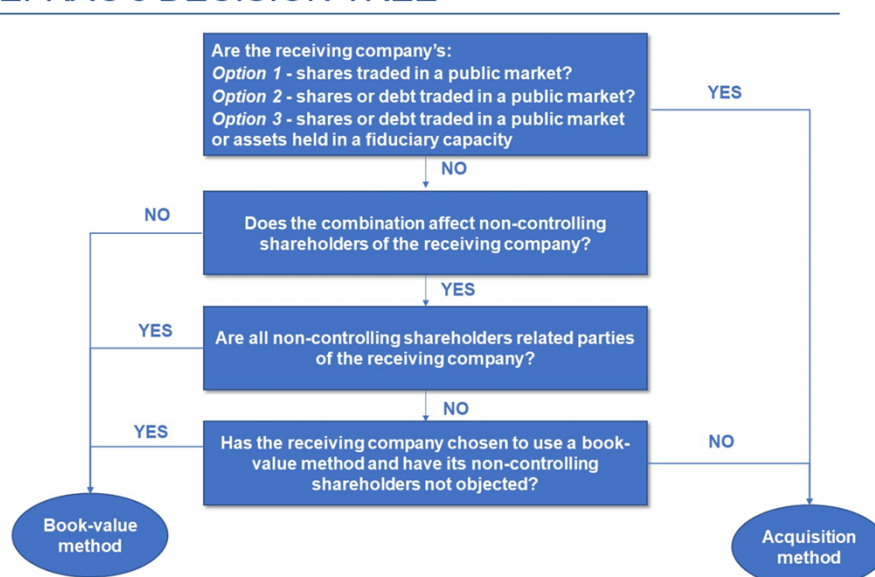 Are the receiving company's:
Option 1 - shares traded in a public market?
Option 2 - shares or debt traded in a public market?
Option 3 - shares or debt traded in a public market
or assets held in a fiduciary capacity
YES
NO
NO
Does the combination affect non-controlling
shareholders of the receiving company?
YES
YES
Are all non-controlling shareholders related parties
of the receiving company?
NO
YES
Has the receiving company chosen to use a book-
value method and have its non-controlling
shareholders not objected?
NO
Book-value
method
Acquisition
method